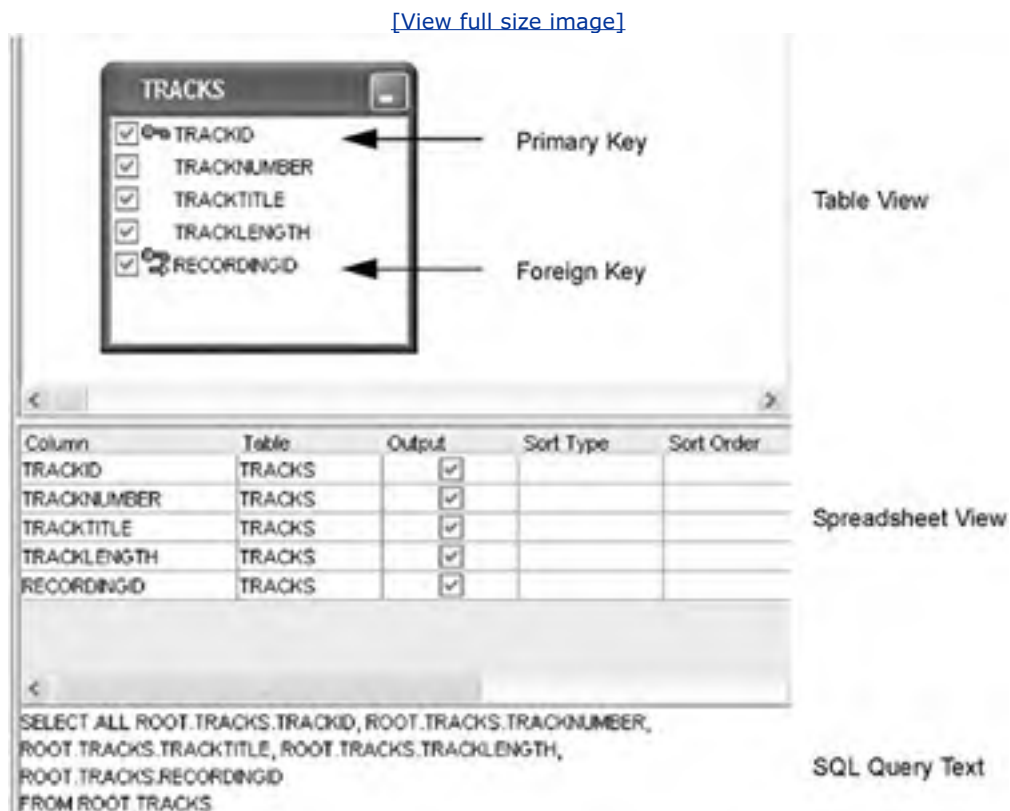 [View full size image]
TRACKS
TRACKID
Primary Key
TRACKNUMBER
TRACKTITLE
Table View
TRACKLENGTH
RECORDINGID
Foreign Key
Column Table Output Sort Type Sort Order
TRACKID TRACKS
TRACKNUMBER TRACKS
TRACKTITLE TRACKS
Spreadsheet View
TRACKLENGTH TRACKS
RECORDINGID TRACKS
SELECT ALL ROOT.TRACKS.TRACKID, ROOT.TRACKS.TRACKNUMBER,
ROOT.TRACKS.TRACKTITLE, ROOT.TRACKS.TRACKLENGTH,
ROOT.TRACKS.RECORDINGID
SQL Query Text
FROM ROOT.TRACKS